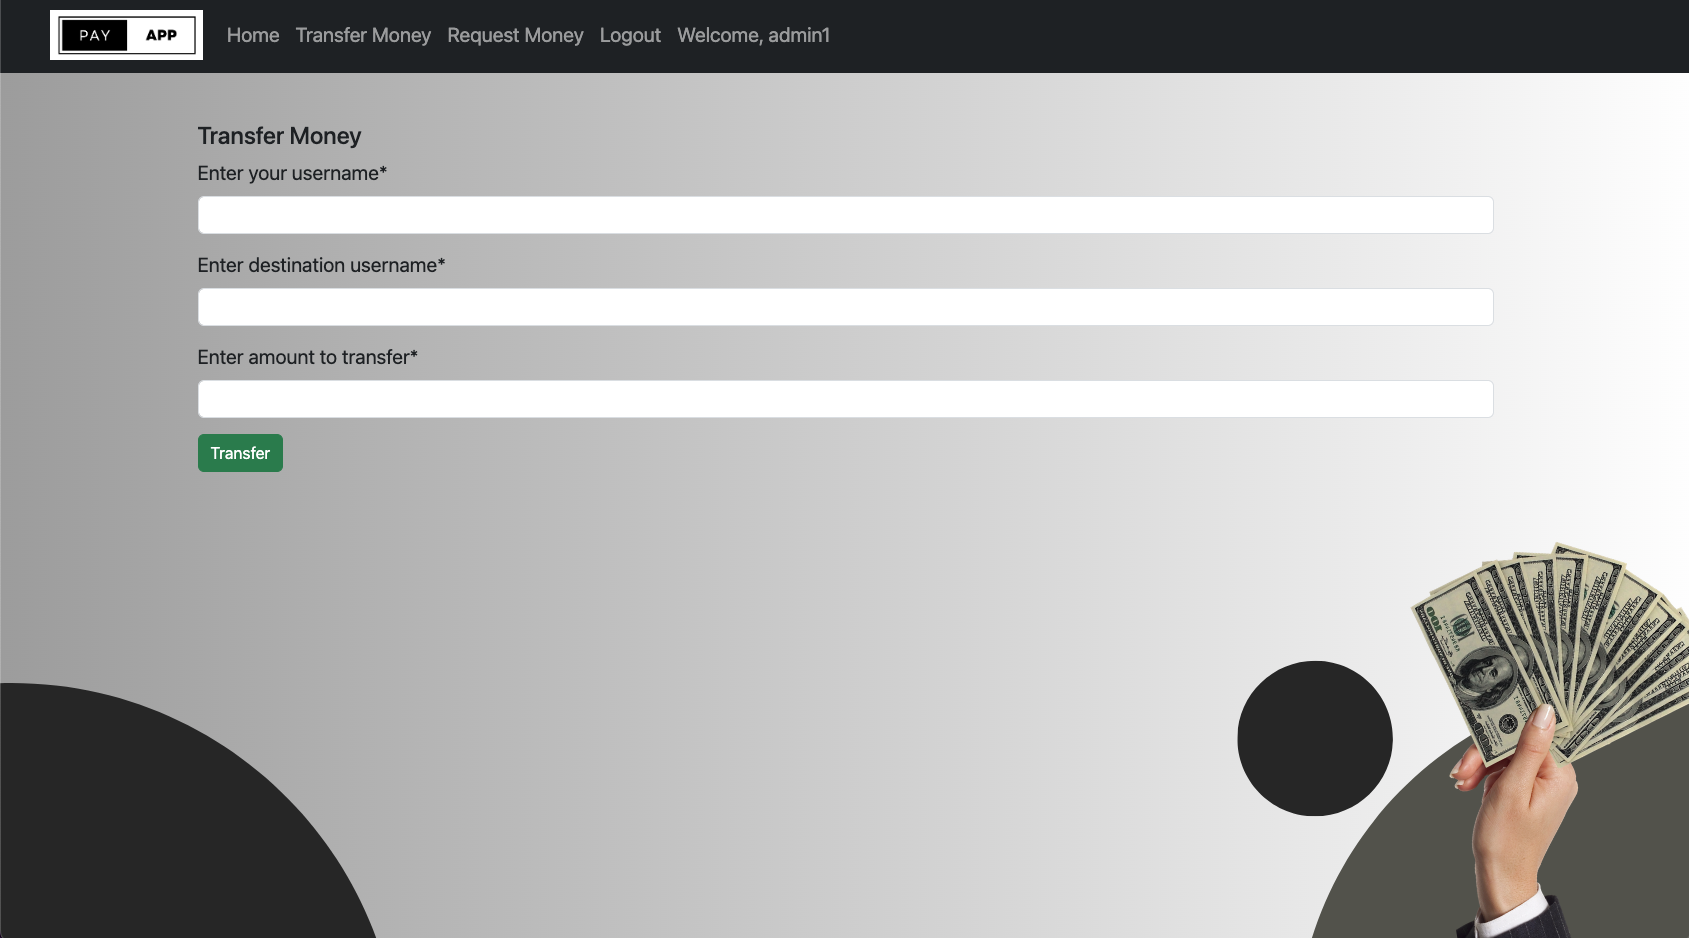 PAY APP Home Transfer Money Request Money Logout Welcome, admin1
Transfer Money
Enter your username*
Enter destination username*
Enter amount to transfer*
Transfer
100